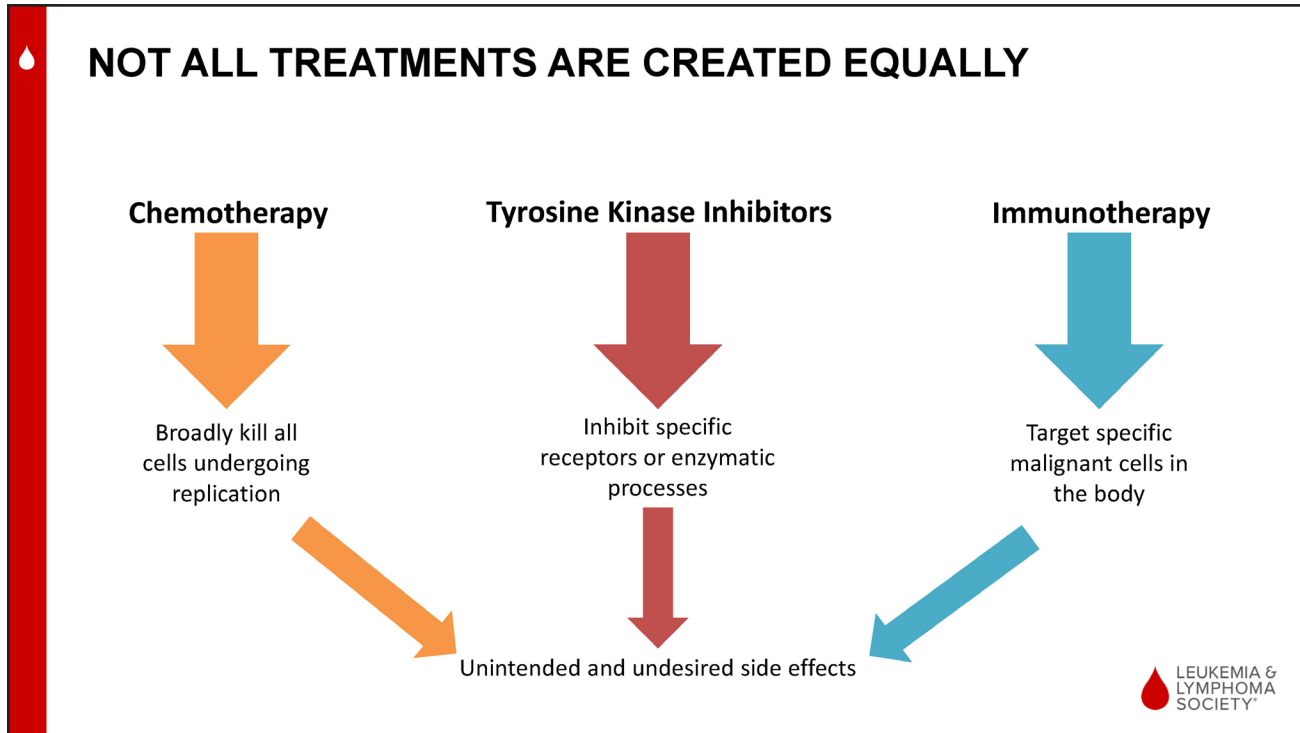 NOT ALL TREATMENTS ARE CREATED EQUALLY
Chemotherapy
Broadly kill all
cells undergoing
replication
Tyrosine Kinase Inhibitors
Inhibit specific
receptors or enzymatic
processes
Immunotherapy
Target specific
malignant cells in
the body
Unintended and undesired side effects
LEUKEMIA &
LYMPHOMA
SOCIETY®